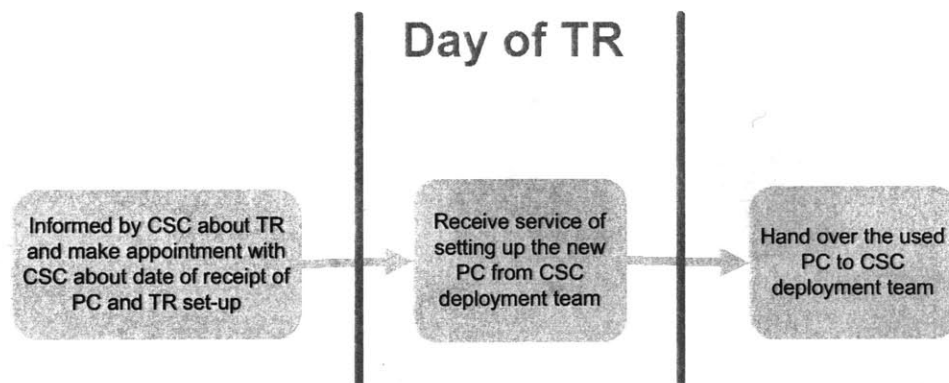 Day of TR
Informed by CSC about TR
and make appointment with
CSC about date of receipt of
PC and TR set-up
Receive service of
setting up the new
PC from CSC
deployment team
Hand over the used
PC to CSC
deployment team